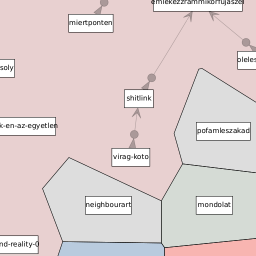 emlekezzrammikorfujaszel
miertponten
oleles
soly
shitlink
k-en-az-egyetlen
pofamleszakad
virag-koto
neighbourart
mondolat
nd-reality-0